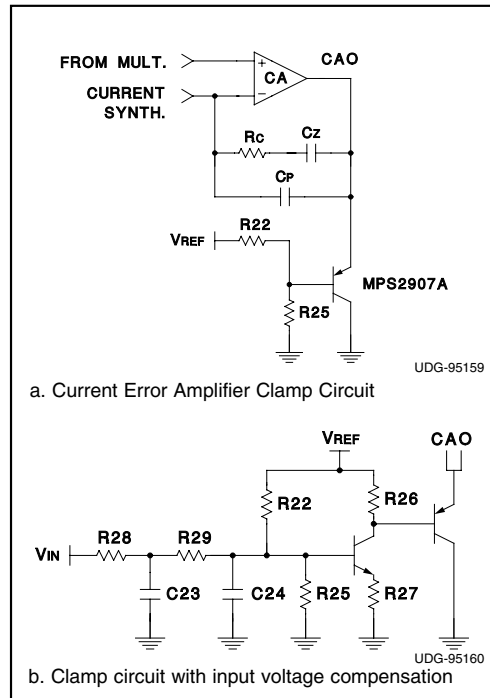 FROM MULT.
CAO
+
CA
CURRENT
SYNTH.
−
RC
CZ
CP
R22
VREF
MPS2907A
R25
UDG-95159
a. Current Error Amplifier Clamp Circuit
VREF
CAO
R22
R26
R28
R29
VIN
C23
C24
R25
R27
UDG-95160
b. Clamp circuit with input voltage compensation